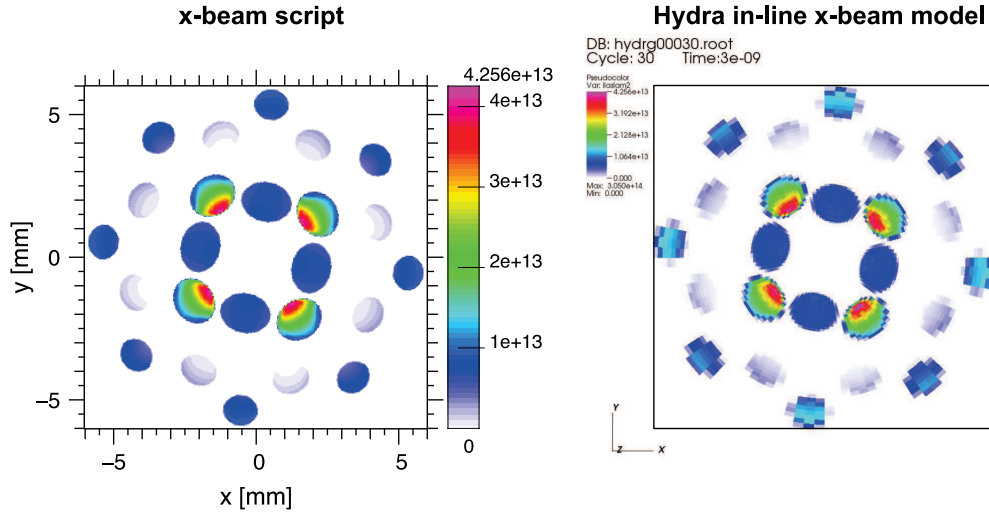 x-beam script
Hydra in-line x-beam model
DB: hydrg00030.root
Cycle: 30 Time:3e-09
Pseudocolor
Var: ilaslam2
4.256e+13
3.192e+13
2.128e+13
1.064e+13
0.000
Max: 3.050e+14
Min: 0.000
4.256e+13
4e+13
3e+13
2e+13
1e+13
0
5
0
−5
y [mm]
−5
0
5
x [mm]
Y
Z
X